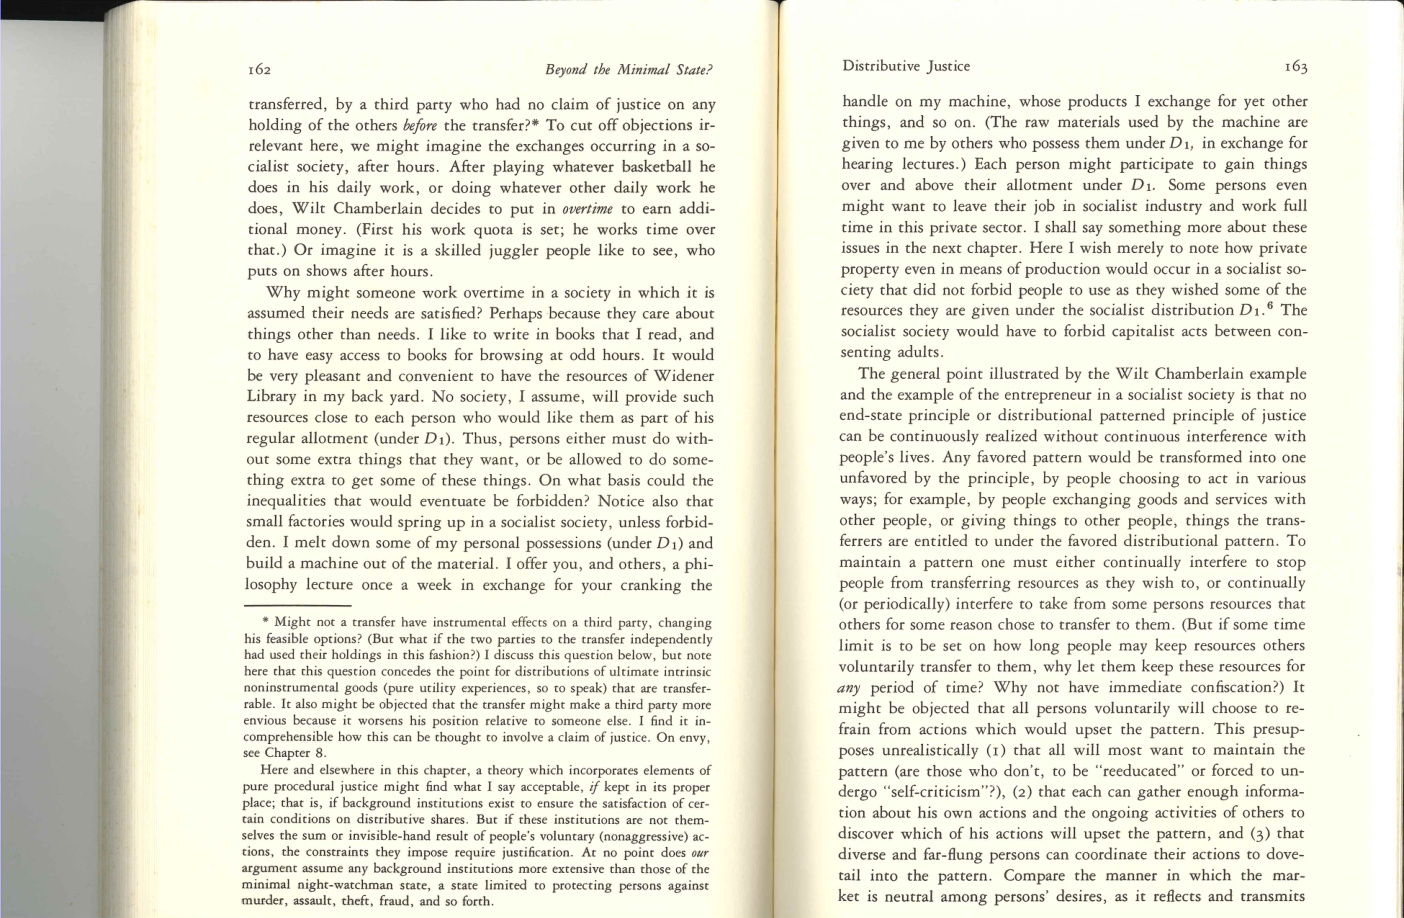 162
Beyond the Minimal State?
transferred, by a third party who had no claim of justice on any
holding of the others before the transfer?* To cut off objections ir-
relevant here, we might imagine the exchanges occurring in a so-
cialist society, after hours. After playing whatever basketball he
does in his daily work, or doing whatever other daily work he
does, Wilt Chamberlain decides to put in overtime to earn addi-
tional money. (First his work quota is set; he works time over
that.) Or imagine it is a skilled juggler people like to see, who
puts on shows after hours.
Why might someone work overtime in a society in which it is
assumed their needs are satisfied? Perhaps because they care about
things other than needs. I like to write in books that I read, and
to have easy access to books for browsing at odd hours. It would
be very pleasant and convenient to have the resources of Widener
Library in my back yard. No society, I assume, will provide such
resources close to each person who would like them as part of his
regular allotment (under D1). Thus, persons either must do with-
out some extra things that they want, or be allowed to do some-
thing extra to get some of these things. On what basis could the
inequalities that would eventuate be forbidden? Notice also that
small factories would spring up in a socialist society, unless forbid-
den. I melt down some of my personal possessions (under D1) and
build a machine out of the material. I offer you, and others, a phi-
losophy lecture once a week in exchange for your cranking the
* Might not a transfer have instrumental effects on a third party, changing
his feasible options? (But what if the two parties to the transfer independently
had used their holdings in this fashion?) I discuss this question below, but note
here that this question concedes the point for distributions of ultimate intrinsic
noninstrumental goods (pure utility experiences, so to speak) that are transfer-
rable. It also might be objected that the transfer might make a third party more
envious because it worsens his position relative to someone else. I find it in-
comprehensible how this can be thought to involve a claim of justice. On envy,
see Chapter 8.
Here and elsewhere in this chapter, a theory which incorporates elements of
pure procedural justice might find what I say acceptable, if kept in its proper
place; that is, if background institutions exist to ensure the satisfaction of cer-
tain conditions on distributive shares. But if these institutions are not them-
selves the sum or invisible-hand result of people's voluntary (nonaggressive) ac-
tions, the constraints they impose require justification. At no point does our
argument assume any background institutions more extensive than those of the
minimal night-watchman state, a state limited to protecting persons against
murder, assault, theft, fraud, and so forth.
Distributive Justice
163
handle on my machine, whose products I exchange for yet other
things, and so on. (The raw materials used by the machine are
given to me by others who possess them under D1, in exchange for
hearing lectures.) Each person might participate to gain things
over and above their allotment under D1. Some persons even
might want to leave their job in socialist industry and work full
time in this private sector. I shall say something more about these
issues in the next chapter. Here I wish merely to note how private
property even in means of production would occur in a socialist so-
ciety that did not forbid people to use as they wished some of the
resources they are given under the socialist distribution D1.⁶ The
socialist society would have to forbid capitalist acts between con-
senting adults.
The general point illustrated by the Wilt Chamberlain example
and the example of the entrepreneur in a socialist society is that no
end-state principle or distributional patterned principle of justice
can be continuously realized without continuous interference with
people's lives. Any favored pattern would be transformed into one
unfavored by the principle, by people choosing to act in various
ways; for example, by people exchanging goods and services with
other people, or giving things to other people, things the trans-
ferrers are entitled to under the favored distributional pattern. To
maintain a pattern one must either continually interfere to stop
people from transferring resources as they wish to, or continually
(or periodically) interfere to take from some persons resources that
others for some reason chose to transfer to them. (But if some time
limit is to be set on how long people may keep resources others
voluntarily transfer to them, why let them keep these resources for
any period of time? Why not have immediate confiscation?) It
might be objected that all persons voluntarily will choose to re-
frain from actions which would upset the pattern. This presup-
poses unrealistically (1) that all will most want to maintain the
pattern (are those who don't, to be "reeducated" or forced to un-
dergo "self-criticism"?), (2) that each can gather enough informa-
tion about his own actions and the ongoing activities of others to
discover which of his actions will upset the pattern, and (3) that
diverse and far-flung persons can coordinate their actions to dove-
tail into the pattern. Compare the manner in which the mar-
ket is neutral among persons' desires, as it reflects and transmits